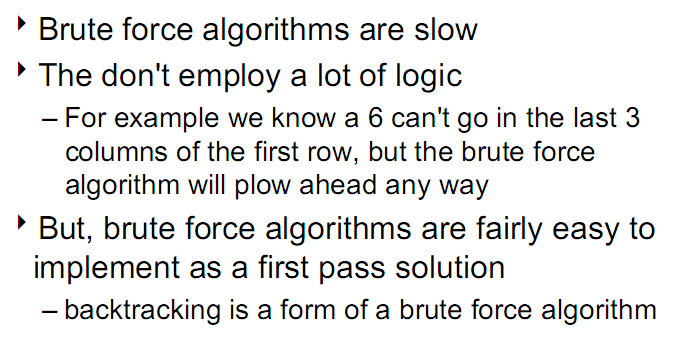 ‣ Brute force algorithms are slow
‣ The don't employ a lot of logic
– For example we know a 6 can't go in the last 3
columns of the first row, but the brute force
algorithm will plow ahead any way
‣ But, brute force algorithms are fairly easy to
implement as a first pass solution
– backtracking is a form of a brute force algorithm